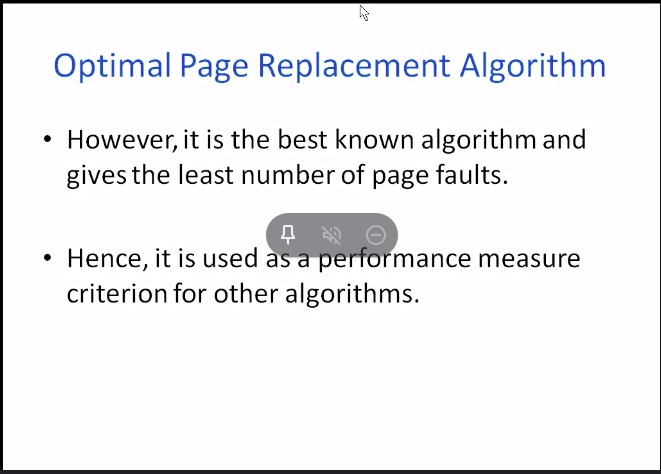 Optimal Page Replacement Algorithm
• However, it is the best known algorithm and
gives the least number of page faults.
• Hence, it is used as a performance measure
criterion for other algorithms.